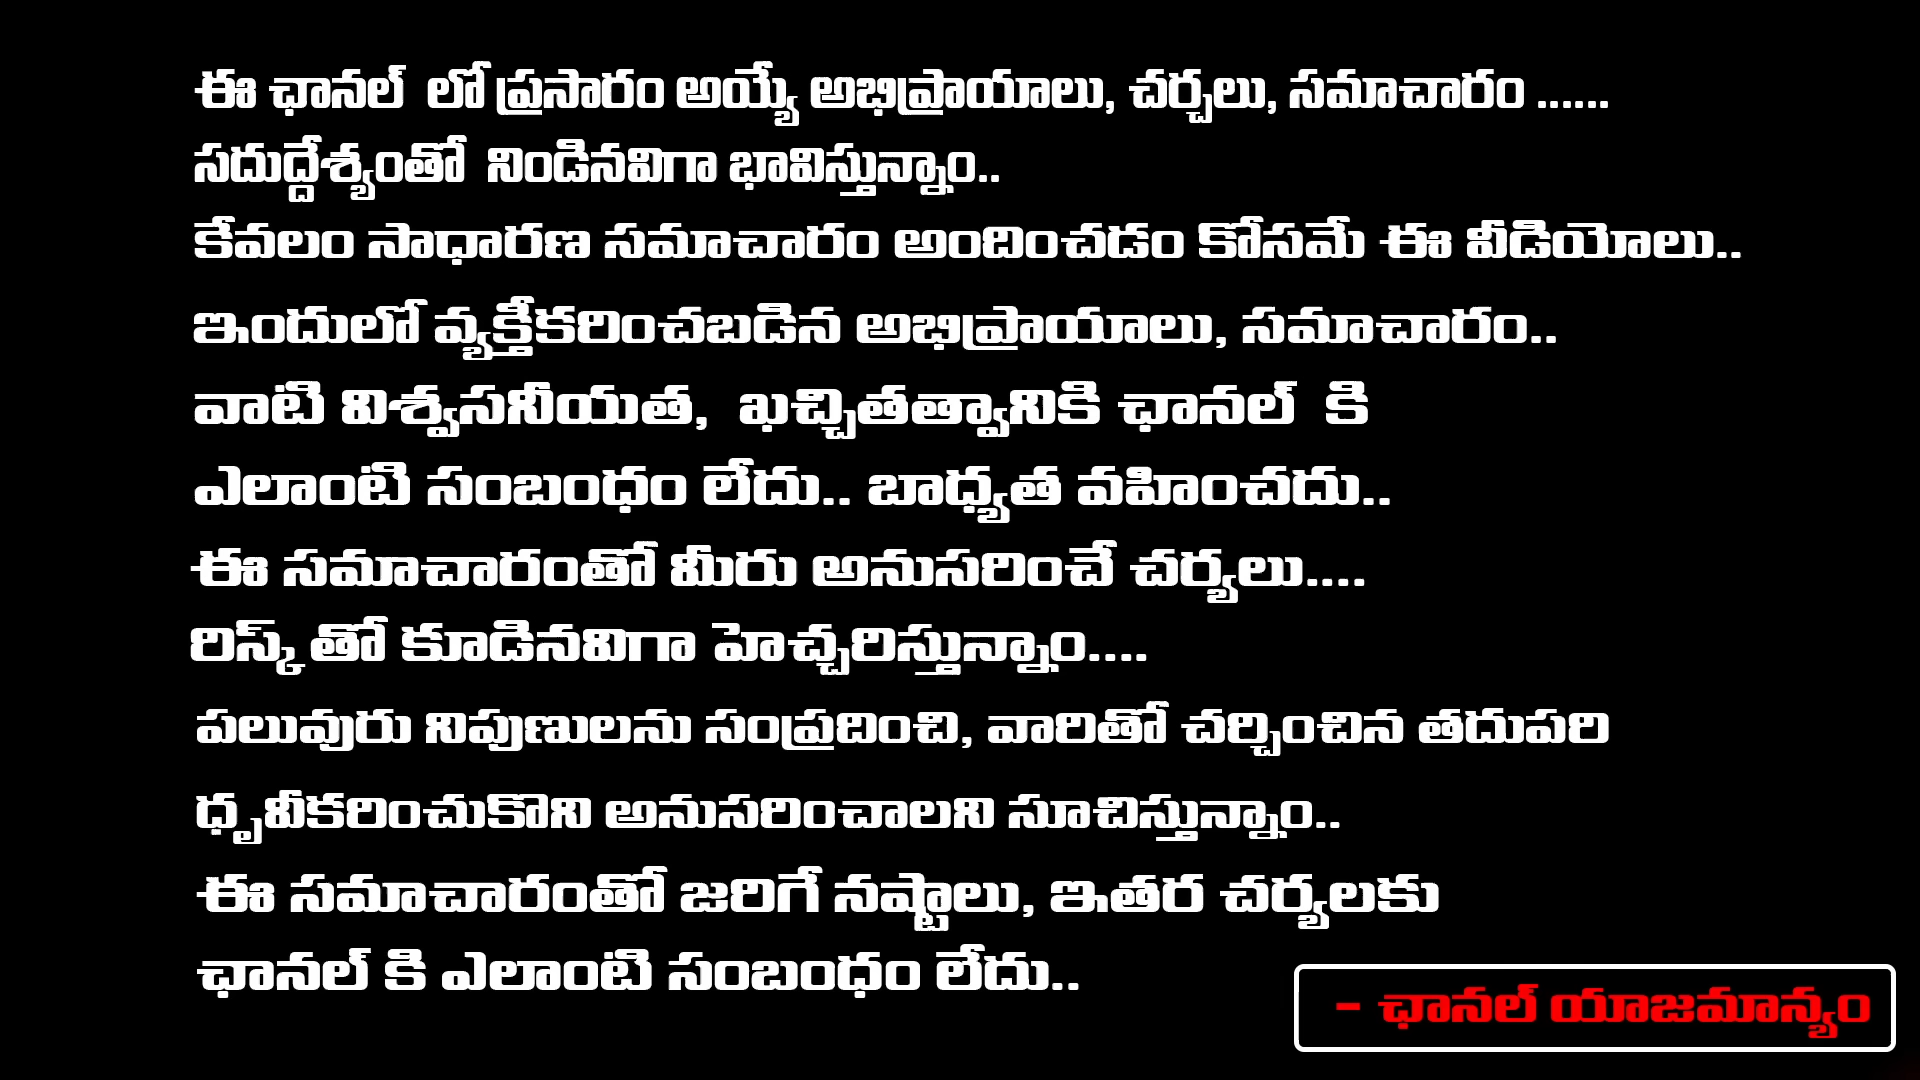 ఈ ఛానల్ లో ప్రసారం అయ్యే అభిప్రాయాలు, చర్చలు, సమాచారం ......
సదుద్దేశ్యంతో నిండినవిగా భావిస్తున్నాం..
కేవలం సాధారణ సమాచారం అందించడం కోసమే ఈ వీడియోలు..
ఇందులో వ్యక్తీకరించబడిన అభిప్రాయాలు, సమాచారం..
వాటి విశ్వసనీయత, ఖచ్చితత్వానికి ఛానల్ కి
ఎలాంటి సంబంధం లేదు.. బాధ్యత వహించదు..
ఈ సమాచారంతో మీరు అనుసరించే చర్యలు....
రిస్క్ తో కూడినవిగా హెచ్చరిస్తున్నాం....
పలువురు నిపుణులను సంప్రదించి, వారితో చర్చించిన తదుపరి
ధృవీకరించుకొని అనుసరించాలని సూచిస్తున్నాం..
ఈ సమాచారంతో జరిగే నష్టాలు, ఇతర చర్యలకు
ఛానల్ కి ఎలాంటి సంబంధం లేదు..
- ఛానల్ యాజమాన్యం